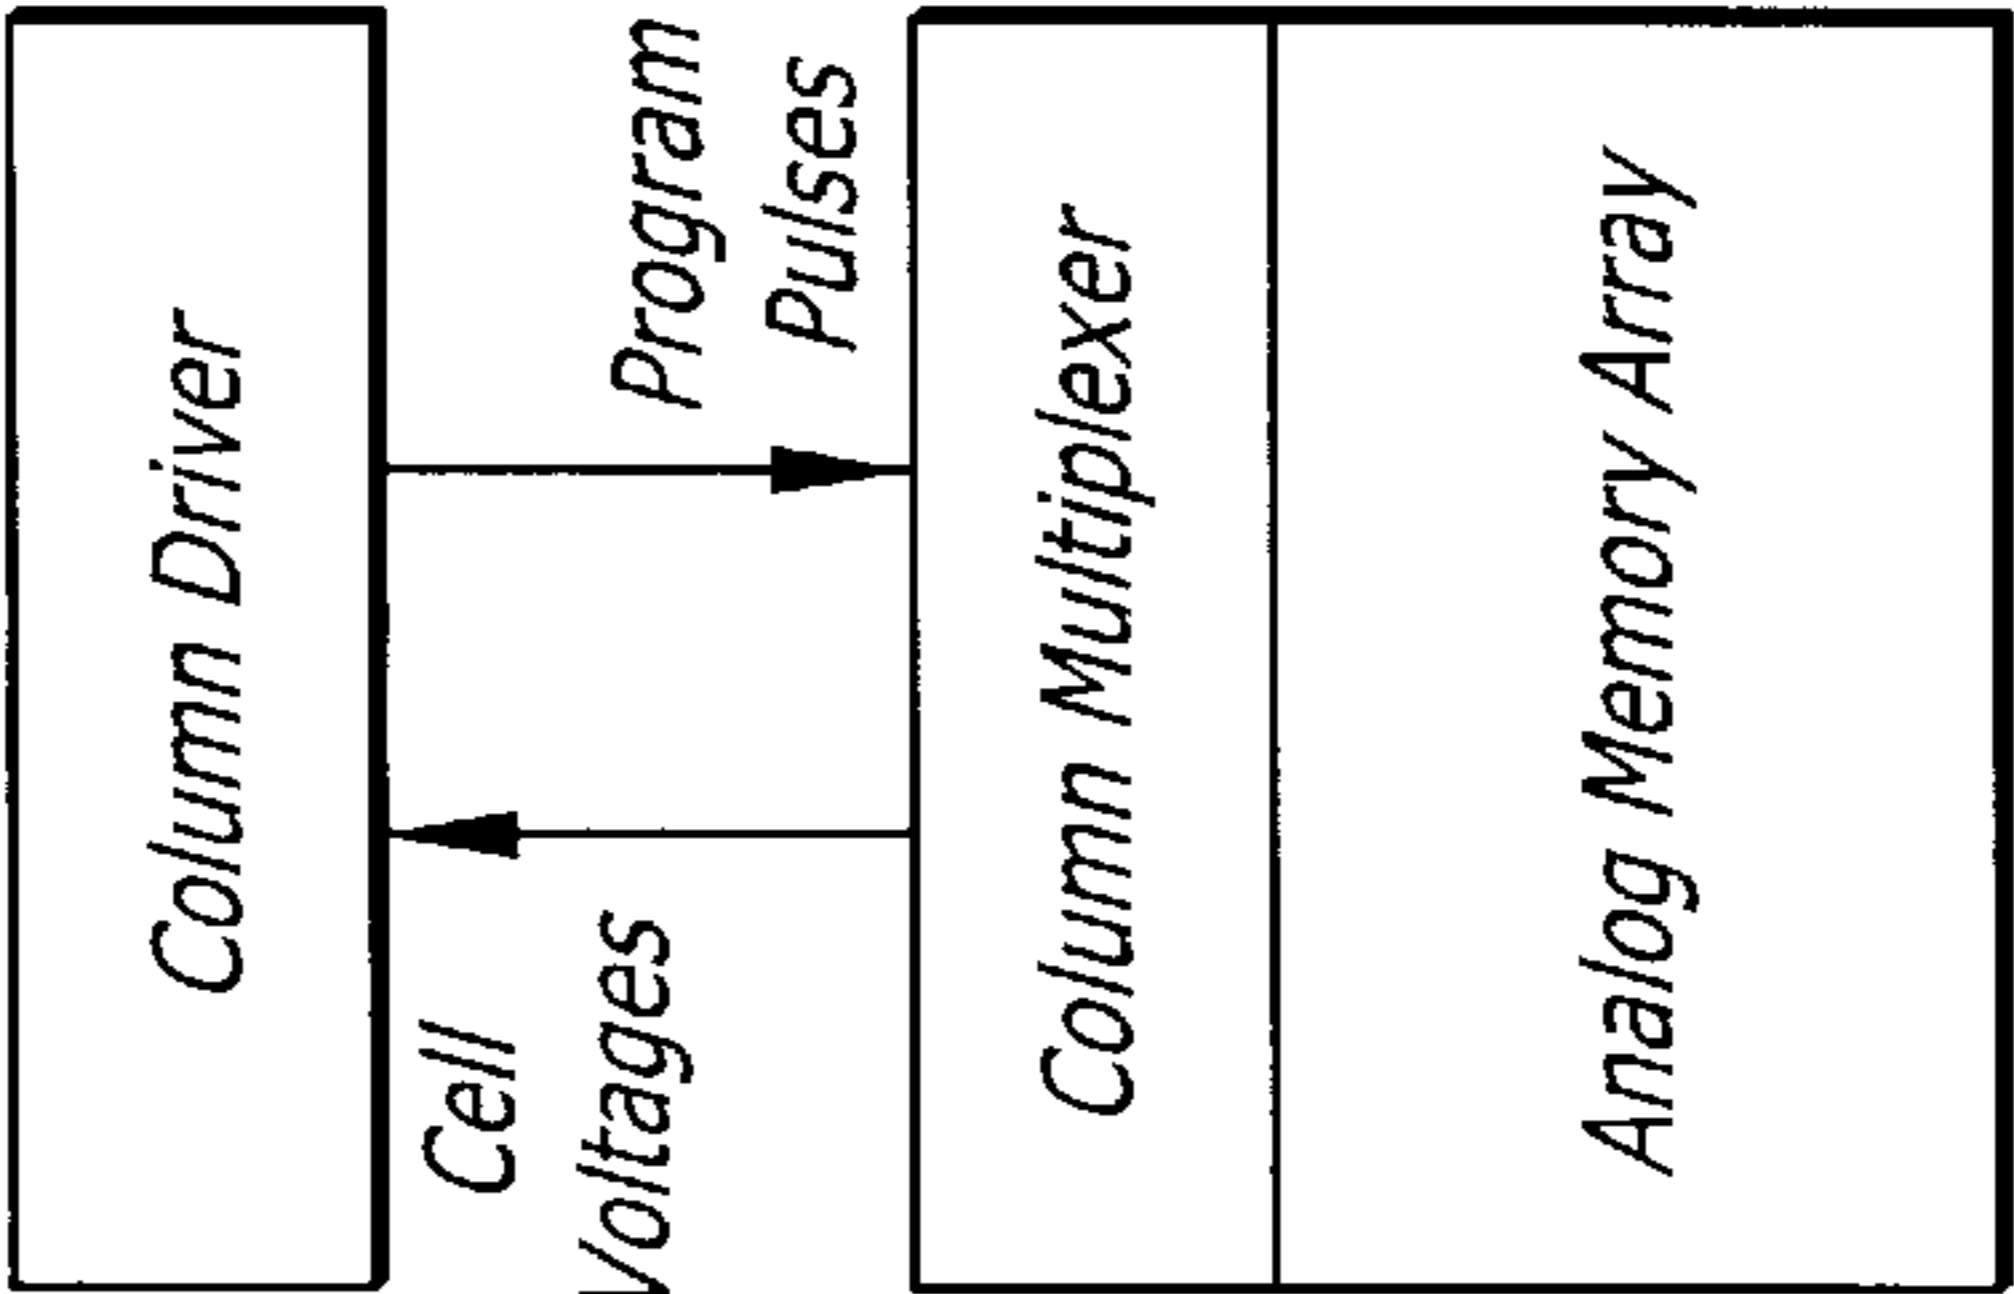 Column Driver
Cell
Voltages
Program
Pulses
Column Multiplexer
Analog Memory Array